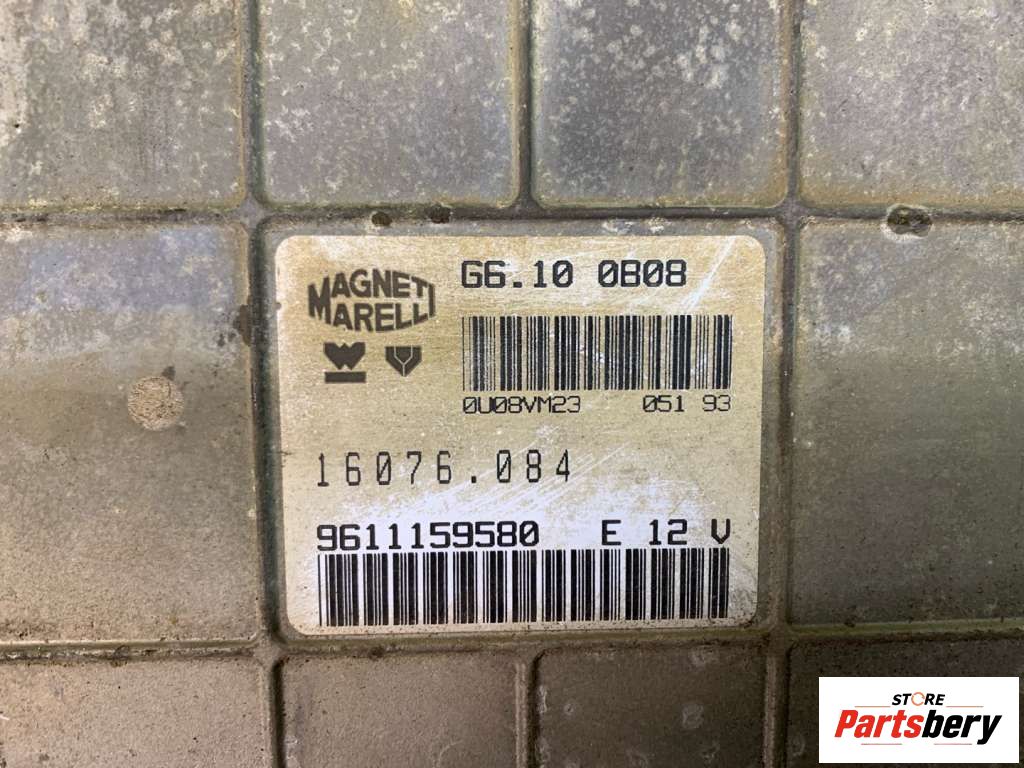 MAGNETI
MARELLI
G6.10 0B08
0U08VM23 051 93
16076.084
9611159580 E 12 V
STORE
Partsbery